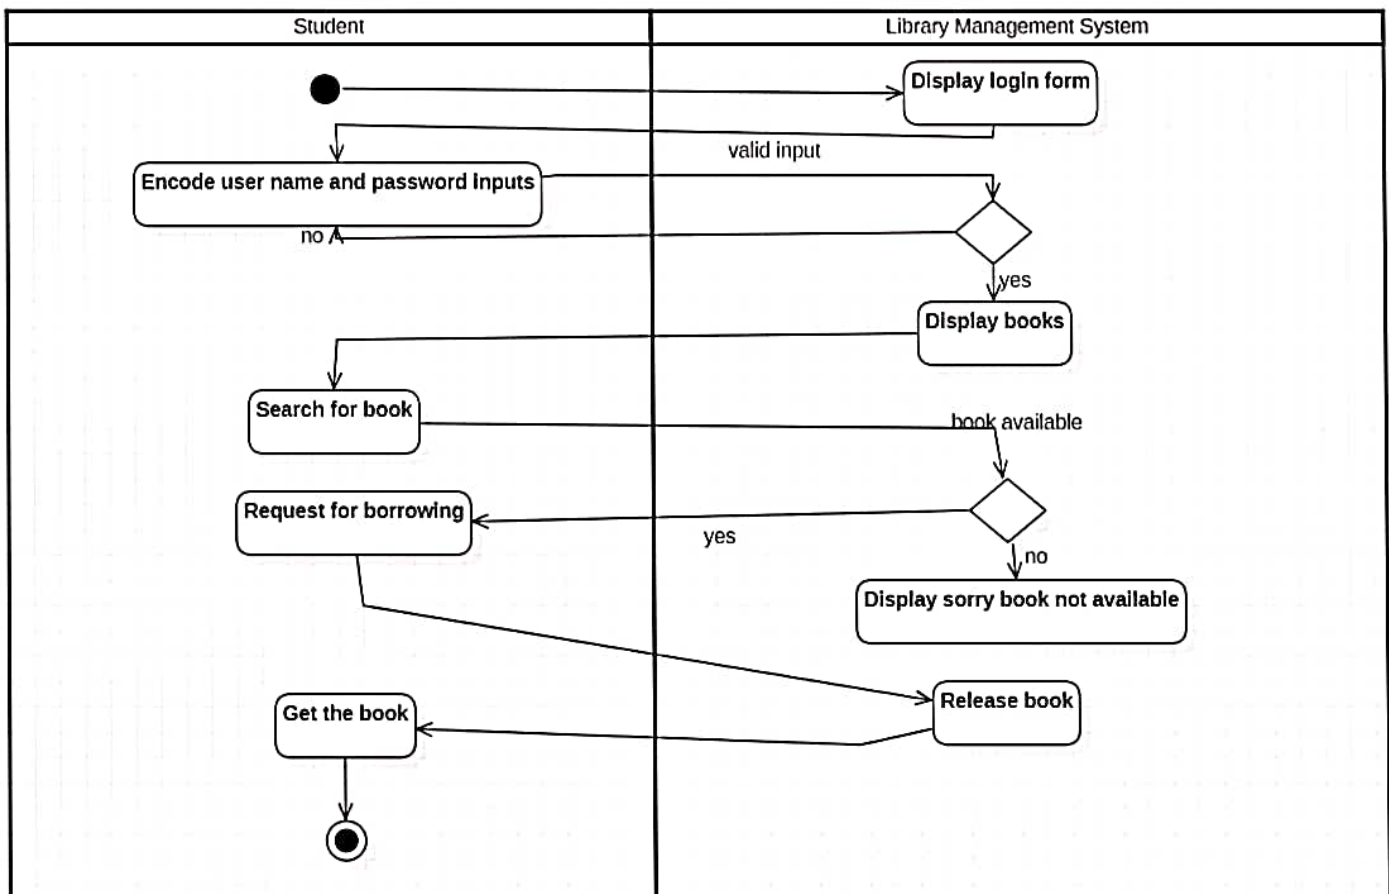 Student
Library Management System
Display login form
valid input
Encode user name and password inputs
no
yes
Display books
Search for book
book available
Request for borrowing
yes
no
Display sorry book not available
Release book
Get the book